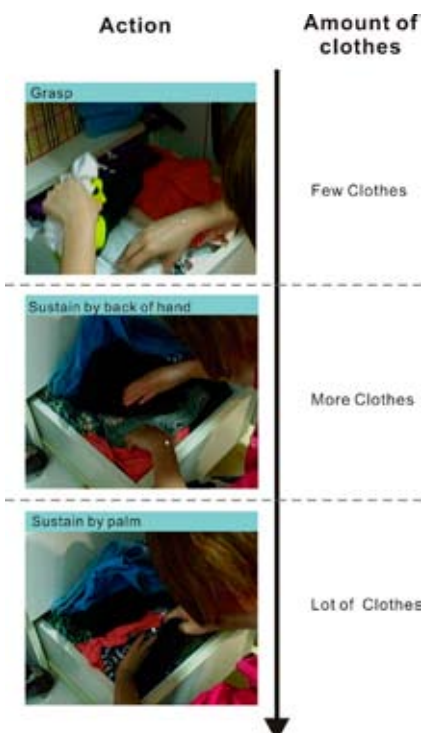 Action
Amount of
clothes
Grasp
Few Clothes
Sustain by back of hand
More Clothes
Sustain by palm
Lot of Clothes